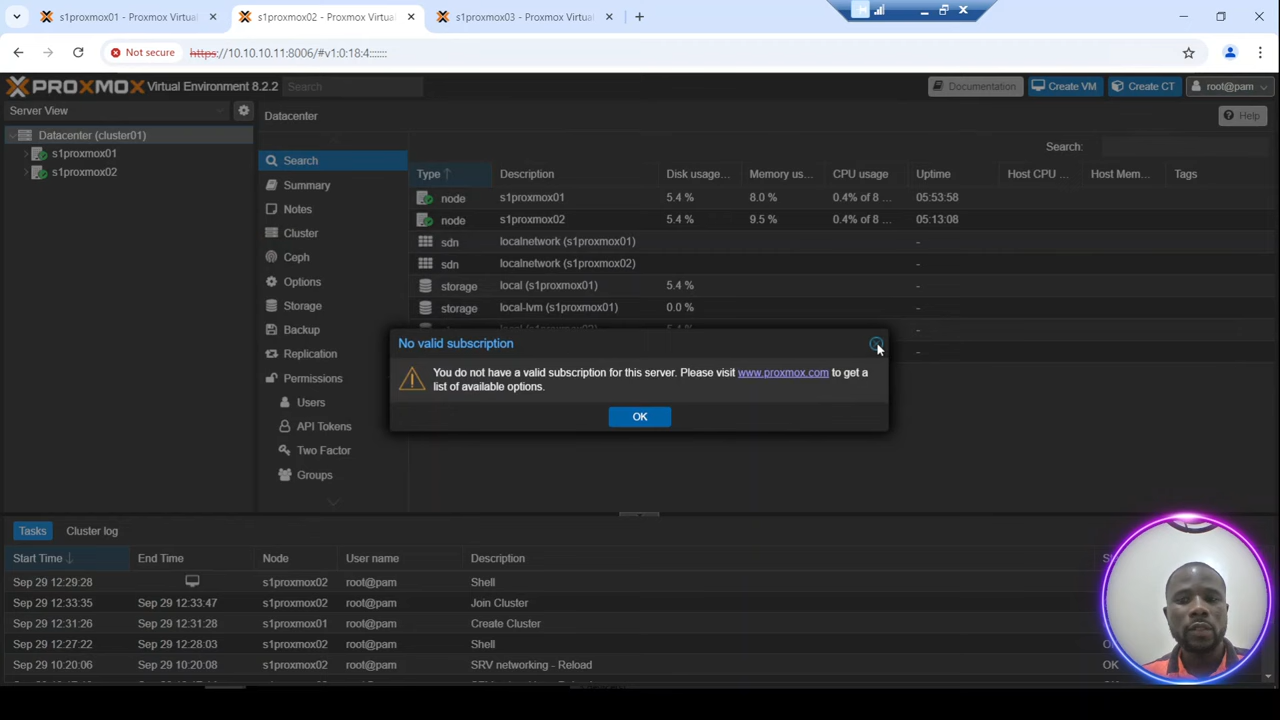 s1proxmox01 - Proxmox Virtual
s1proxmox02 - Proxmox Virtual
s1proxmox03 - Proxmox Virtual
Not secure https://10.10.10.11:8006/#v1:0:18:4:::::::
PROXMOX Virtual Environment 8.2.2 Search Documentation Create VM Create CT root@pam
Server View
Datacenter Help
Datacenter (cluster01)
s1proxmox01
s1proxmox02
Search
Summary
Notes
Cluster
Ceph
Options
Storage
Backup
Replication
Permissions
Users
API Tokens
Two Factor
Groups
Search:
Type Description Disk usage... Memory us... CPU usage Uptime Host CPU ... Host Mem... Tags
node s1proxmox01 5.4 % 8.0 % 0.4% of 8 ... 05:53:58
node s1proxmox02 5.4 % 9.5 % 0.4% of 8 ... 05:13:08
sdn localnetwork (s1proxmox01) -
sdn localnetwork (s1proxmox02) -
storage local (s1proxmox01) 5.4 % -
storage local-lvm (s1proxmox01) 0.0 % -
No valid subscription
You do not have a valid subscription for this server. Please visit www.proxmox.com to get a
list of available options.
OK
Tasks Cluster log
Start Time End Time Node User name Description
Sep 29 12:29:28 s1proxmox02 root@pam Shell
Sep 29 12:33:35 Sep 29 12:33:47 s1proxmox02 root@pam Join Cluster
Sep 29 12:31:26 Sep 29 12:31:28 s1proxmox01 root@pam Create Cluster
Sep 29 12:27:22 Sep 29 12:28:03 s1proxmox02 root@pam Shell
Sep 29 10:20:06 Sep 29 10:20:08 s1proxmox02 root@pam SRV networking - Reload OK